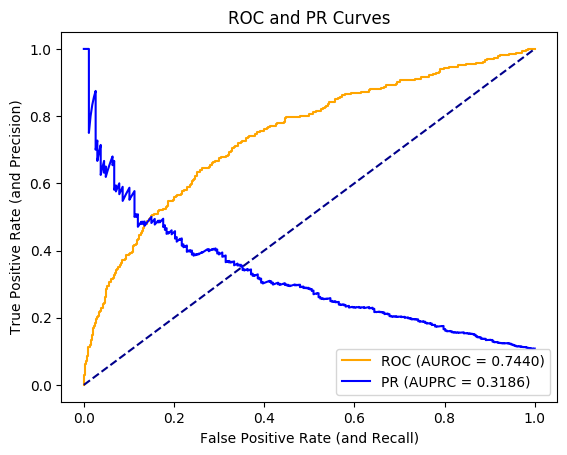 ROC and PR Curves
True Positive Rate (and Precision)
1.0
0.8
0.6
0.4
0.2
0.0
0.0 0.2 0.4 0.6 0.8 1.0
False Positive Rate (and Recall)
ROC (AUROC = 0.7440)
PR (AUPRC = 0.3186)